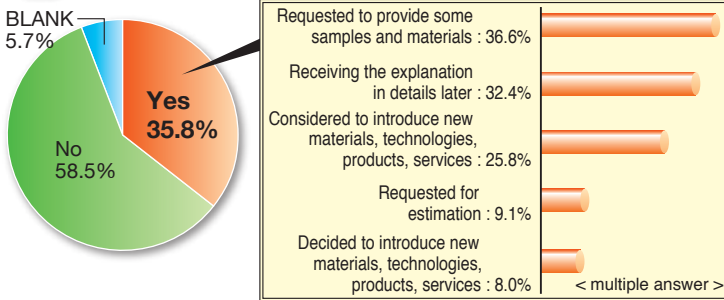 BLANK
5.7%
Yes
35.8%
No
58.5%
Requested to provide some
samples and materials : 36.6%
Receiving the explanation
in details later : 32.4%
Considered to introduce new
materials, technologies,
products, services : 25.8%
Requested for
estimation : 9.1%
Decided to introduce new
materials, technologies,
products, services : 8.0%
< multiple answer >